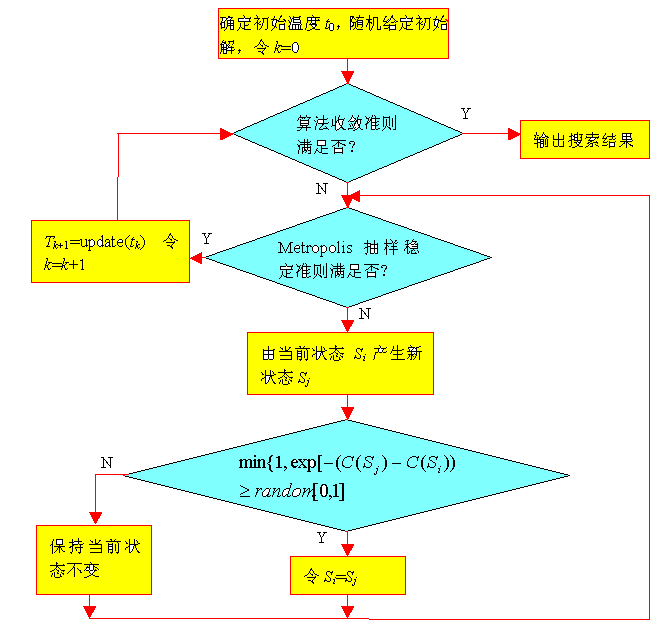 确定初始温度 t0，随机给定初始
解，令 k=0
算法收敛准则
满足否？
Y
输出搜索结果
N
Tk+1=update(tk) 令
k=k+1
Y
Metropolis 抽样稳
定准则满足否？
N
由当前状态 Si 产生新
状态 Sj
min{1,exp[-(C(Sj)-C(Si))
≥random[0,1]
N
Y
保持当前状
态不变
令 Si=Sj